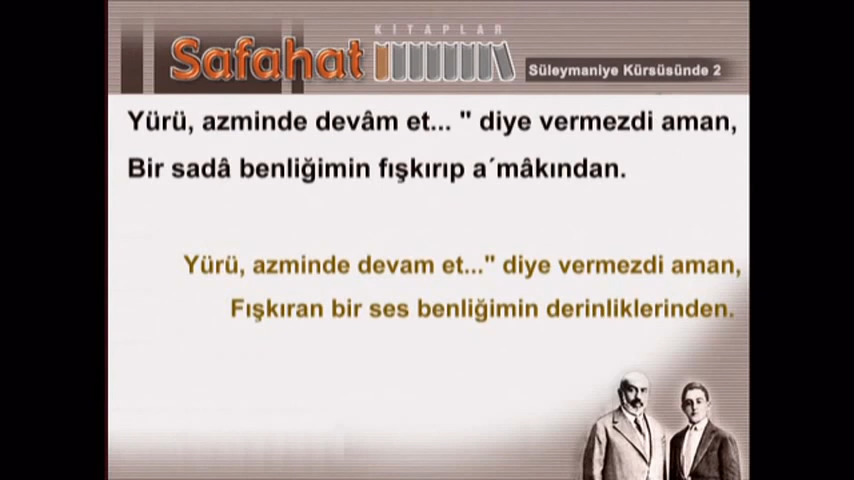 KİTAPLAR
Safahat
Süleymaniye Kürsüsünde 2
Yürü, azminde devâm et... " diye vermezdi aman,
Bir sadâ benliğimin fışkırıp a´mâkından.
Yürü, azminde devam et..." diye vermezdi aman,
Fışkıran bir ses benliğimin derinliklerinden.